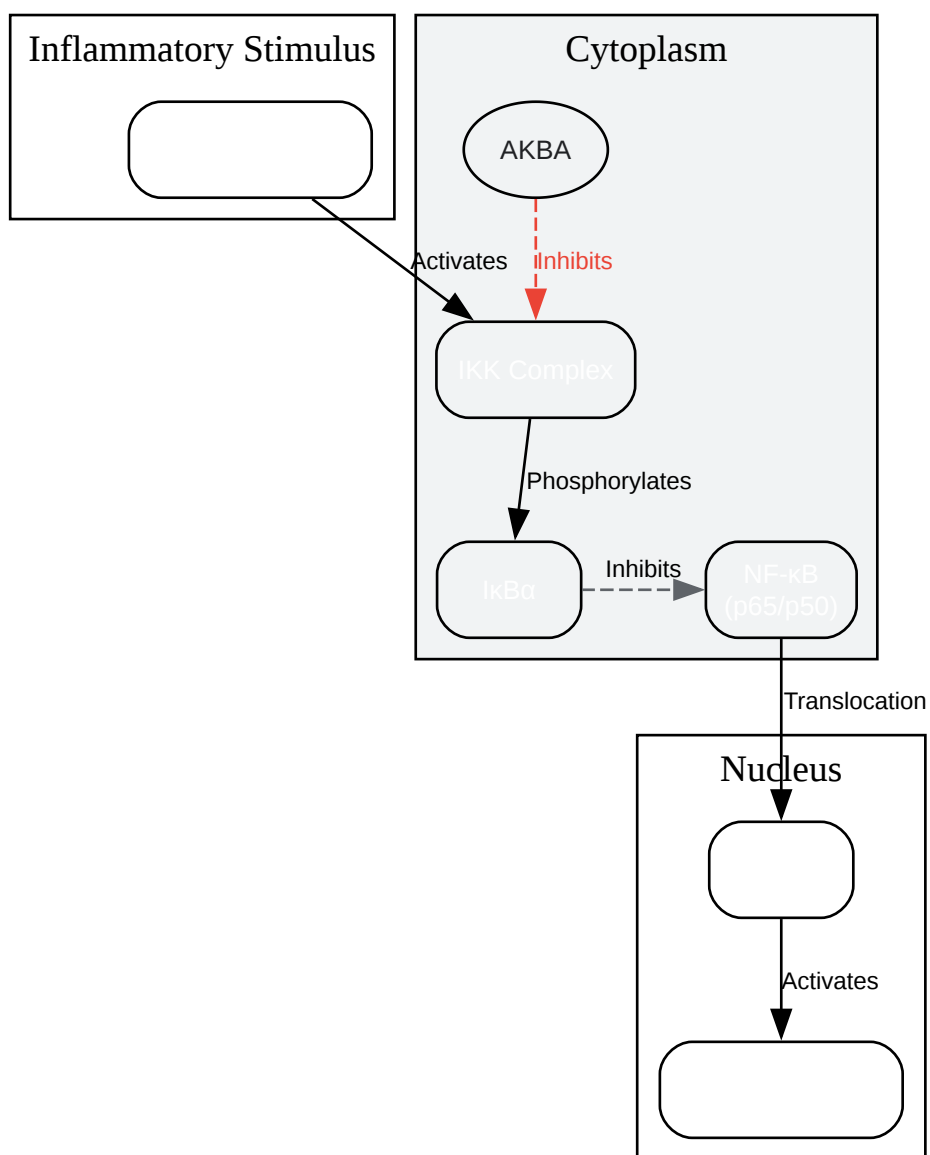 Inflammatory Stimulus
Cytoplasm
AKBA
Activates
Inhibits
IKK Complex
Phosphorylates
Inhibits
IκBα
NF-κB
(p65/p50)
Translocation
Nucleus
Activates